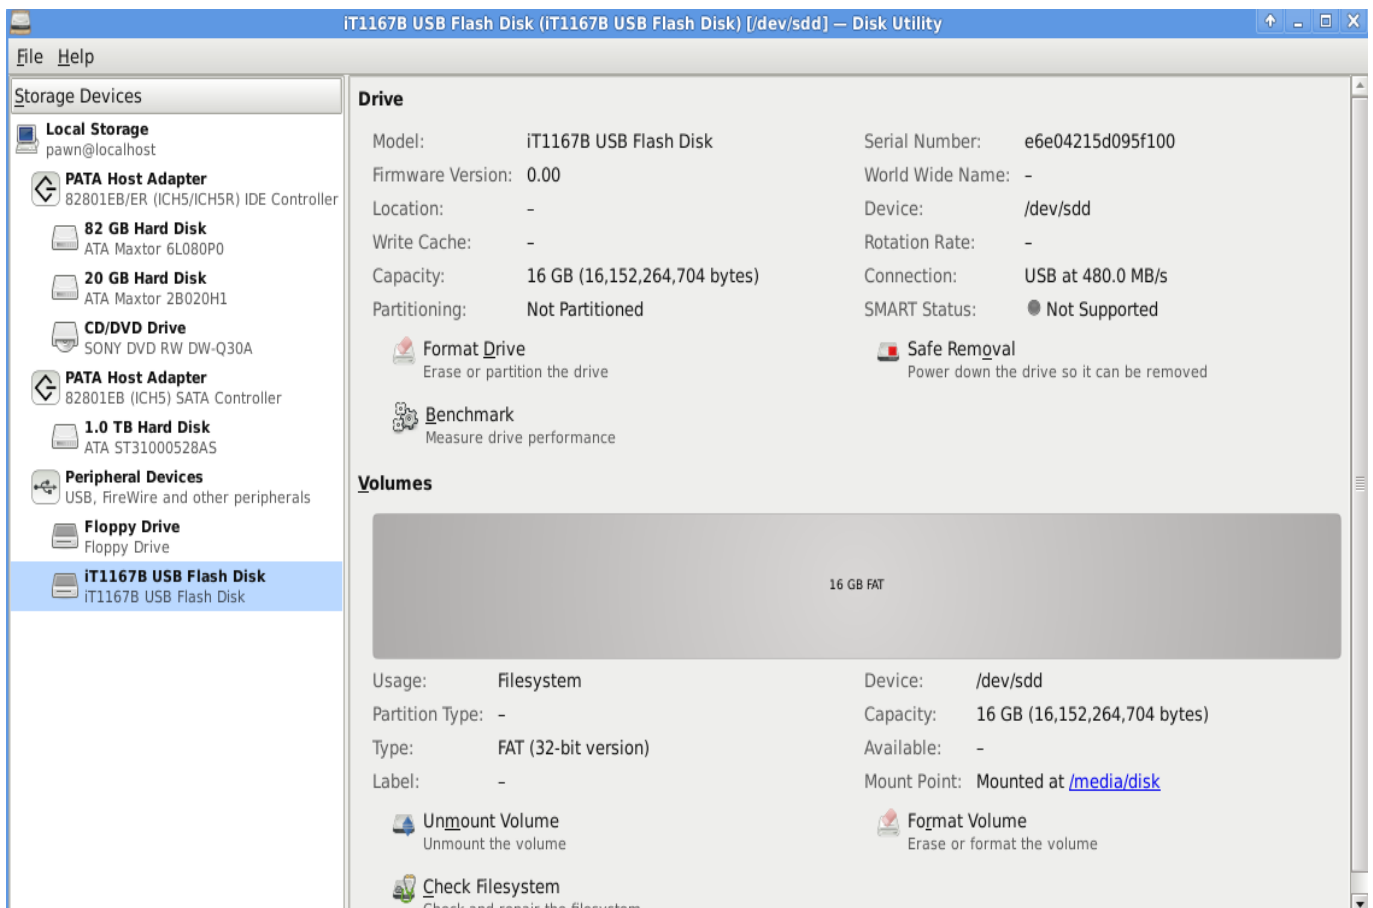 iT1167B USB Flash Disk (iT1167B USB Flash Disk) [/dev/sdd] — Disk Utility
File Help
Storage Devices
Local Storage
pawn@localhost
PATA Host Adapter
82801EB/ER (ICH5/ICH5R) IDE Controller
82 GB Hard Disk
ATA Maxtor 6L080P0
20 GB Hard Disk
ATA Maxtor 2B020H1
CD/DVD Drive
SONY DVD RW DW-Q30A
PATA Host Adapter
82801EB (ICH5) SATA Controller
1.0 TB Hard Disk
ATA ST31000528AS
Peripheral Devices
USB, FireWire and other peripherals
Floppy Drive
Floppy Drive
iT1167B USB Flash Disk
iT1167B USB Flash Disk
Drive
Model: iT1167B USB Flash Disk Serial Number: e6e04215d095f100
Firmware Version: 0.00 World Wide Name: –
Location: – Device: /dev/sdd
Write Cache: – Rotation Rate: –
Capacity: 16 GB (16,152,264,704 bytes) Connection: USB at 480.0 MB/s
Partitioning: Not Partitioned SMART Status: Not Supported
Format Drive Safe Removal
Erase or partition the drive Power down the drive so it can be removed
Benchmark
Measure drive performance
Volumes
16 GB FAT
Usage: Filesystem Device: /dev/sdd
Partition Type: – Capacity: 16 GB (16,152,264,704 bytes)
Type: FAT (32-bit version) Available: –
Label: – Mount Point: Mounted at /media/disk
Unmount Volume Format Volume
Unmount the volume Erase or format the volume
Check Filesystem
Check and repair the filesystem